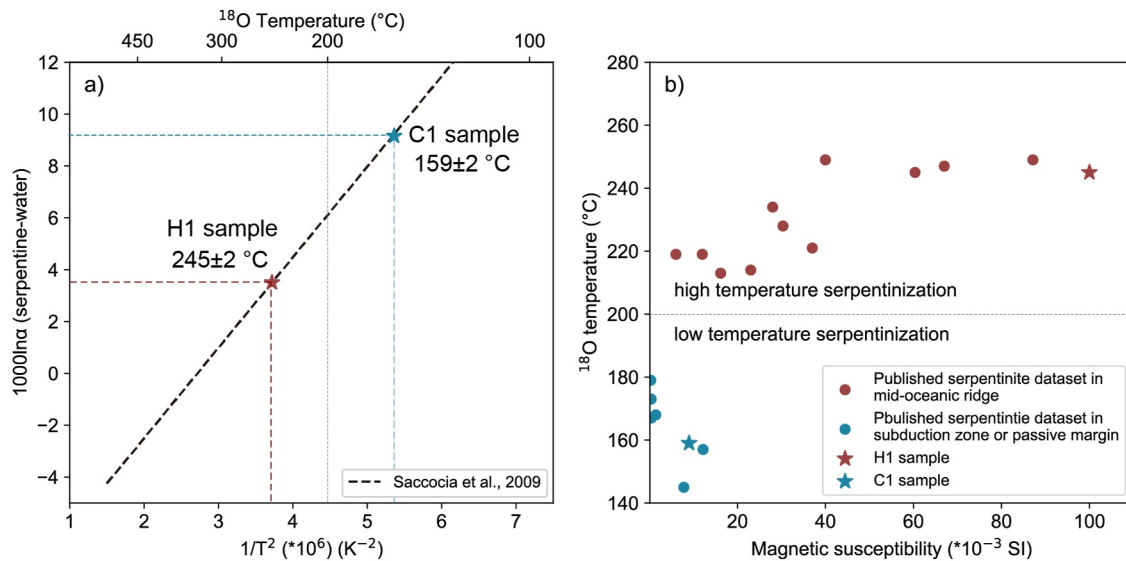 ¹⁸O Temperature (°C)
450 300 200 100
a)
12
10
8
6
4
2
0
−2
−4
1000lnα (serpentine-water)
C1 sample
159±2 °C
H1 sample
245±2 °C
Saccocia et al., 2009
1 2 3 4 5 6 7
1/T² (*10⁶) (K⁻²)
b)
280
260
240
220
200
180
160
140
¹⁸O temperature (°C)
high temperature serpentinization
low temperature serpentinization
Published serpentinite dataset in
mid-oceanic ridge
Pbulished serpentintie dataset in
subduction zone or passive margin
H1 sample
C1 sample
20 40 60 80 100
Magnetic susceptibility (*10⁻³ SI)